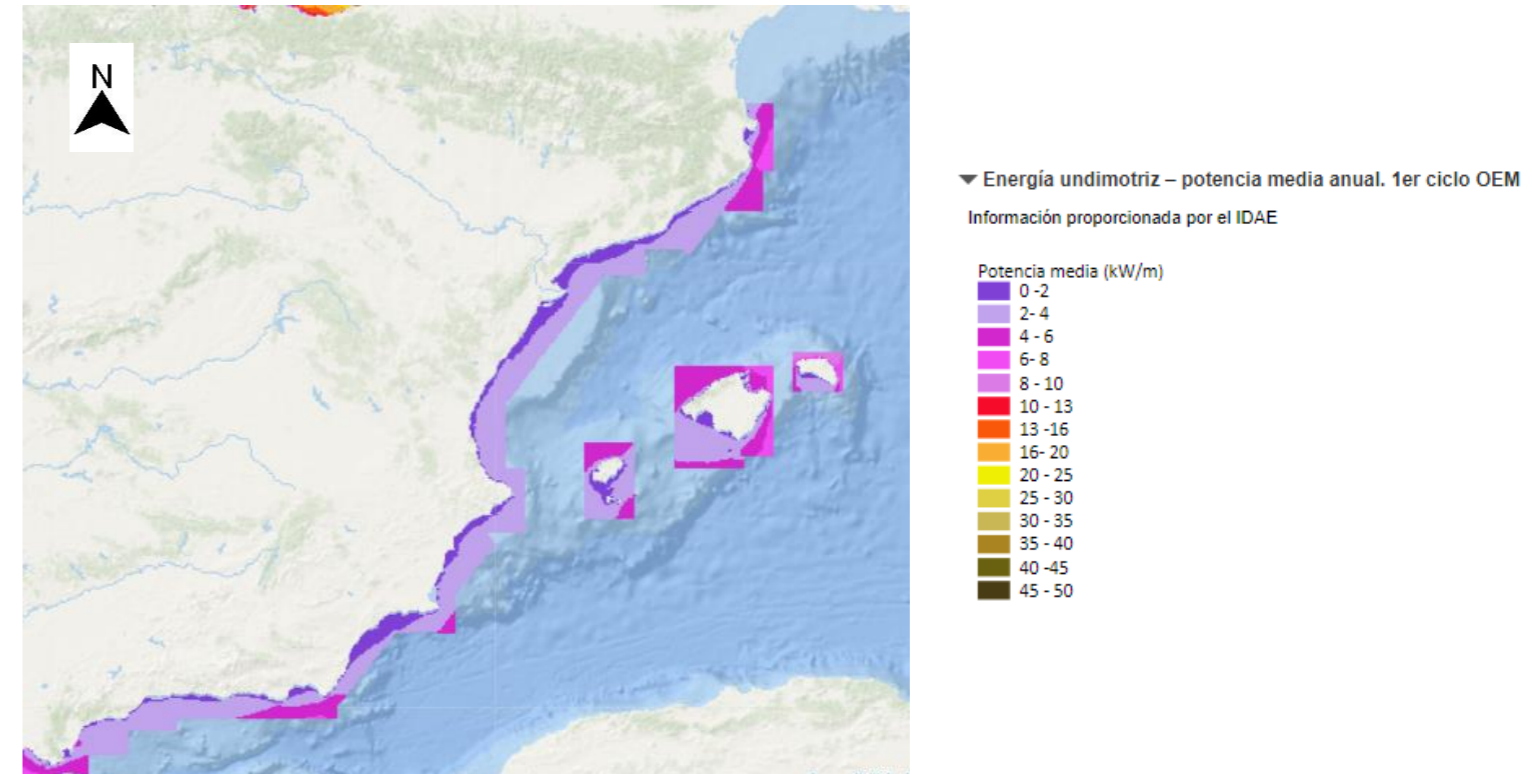 N
Energía undimotriz – potencia media anual. 1er ciclo OEM
Información proporcionada por el IDAE
Potencia media (kW/m)
0 -2
2- 4
4 - 6
6- 8
8 - 10
10 - 13
13 -16
16- 20
20 - 25
25 - 30
30 - 35
35 - 40
40 -45
45 - 50